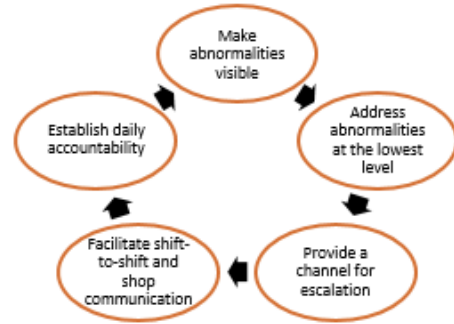 Make
abnormalities
visible
Address
abnormalities
at the lowest
level
Provide a
channel for
escalation
Facilitate shift-
to-shift and
shop
communication
Establish daily
accountability